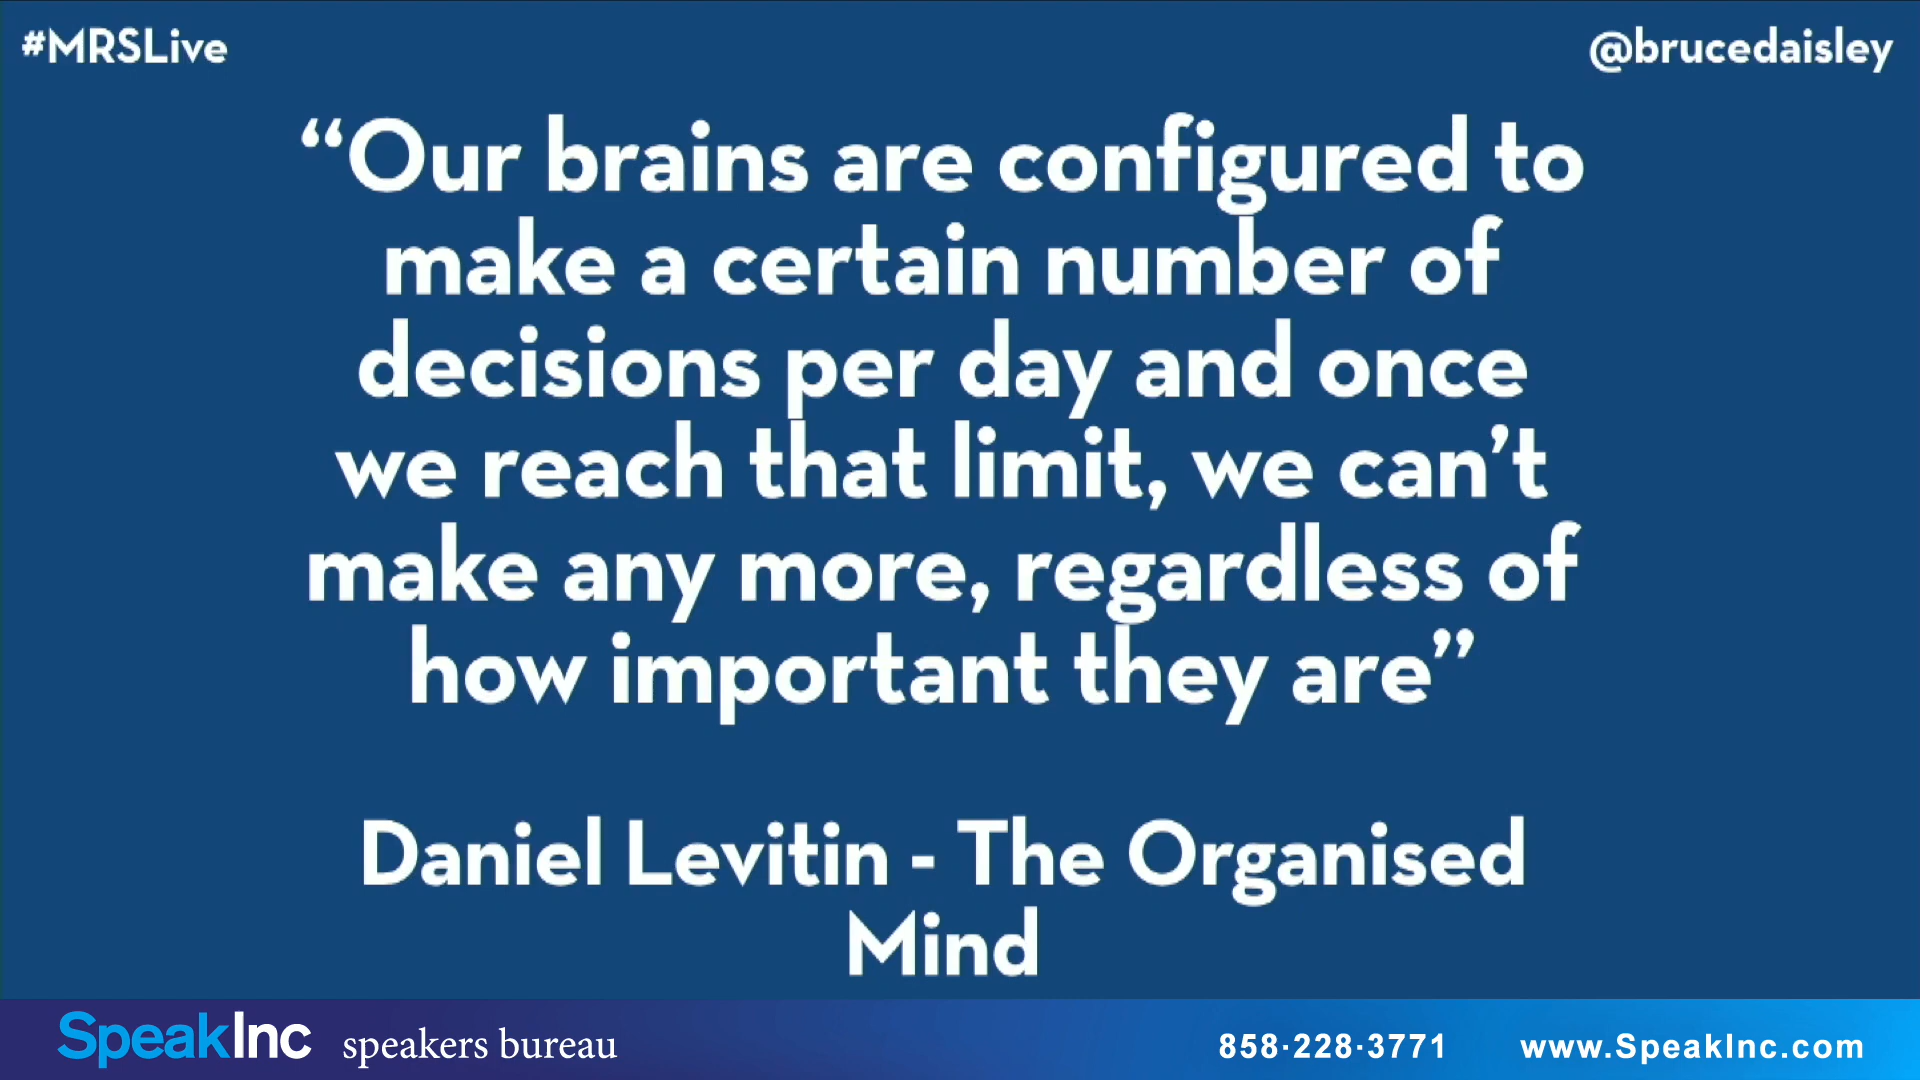 #MRSLive
@brucedaisley
“Our brains are configured to
make a certain number of
decisions per day and once
we reach that limit, we can’t
make any more, regardless of
how important they are”
Daniel Levitin - The Organised
Mind
SpeakInc speakers bureau
858·228·3771
www.SpeakInc.com